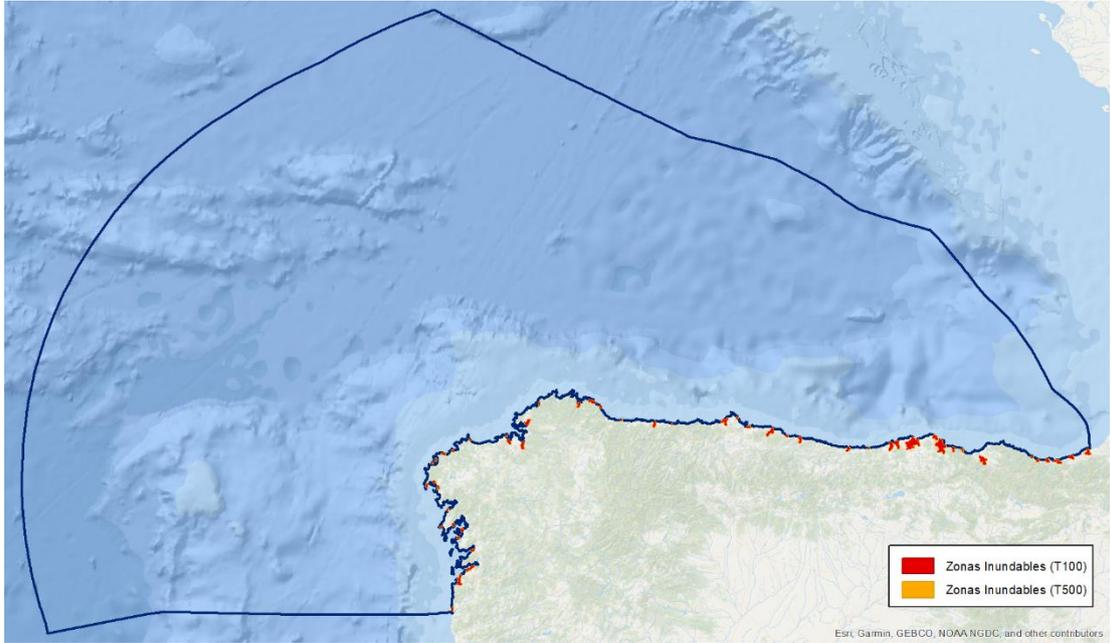 Zonas Inundables (T100)
Zonas Inundables (T500)
Esri, Garmin, GEBCO, NOAA NGDC, and other contributors